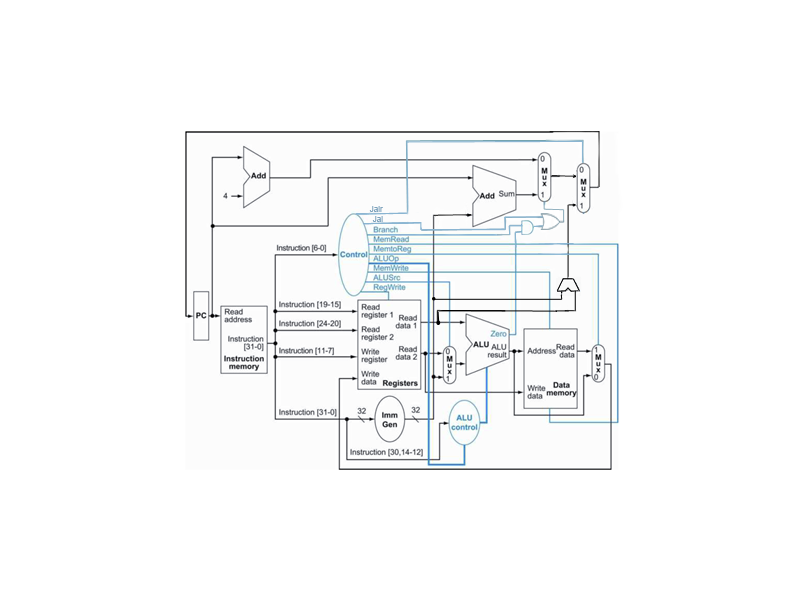 0
M
u
x
1
0
M
u
x
1
Add
4
Add Sum
Jalr
Jal
Branch
MemRead
MemtoReg
ALUOp
MemWrite
ALUSrc
RegWrite
Control
Instruction [6-0]
PC
Read
address
Instruction
[31-0]
Instruction
memory
Instruction [19-15]
Instruction [24-20]
Instruction [11-7]
Instruction [31-0]
Instruction [30,14-12]
Read
register 1
Read
register 2
Write
register
Write
data
Read
data 1
Read
data 2
Registers
0
M
u
x
1
Zero
ALU
ALU
result
Address
Read
data
Write
data
Data
memory
1
M
u
x
0
32
Imm
Gen
32
ALU
control